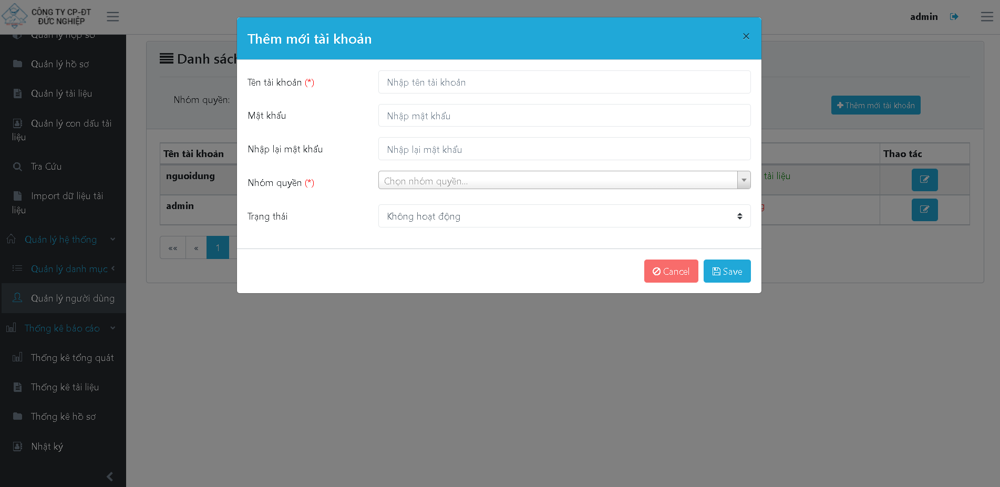 CÔNG TY CP-ĐT
ĐỨC NGHIỆP
admin
Quản lý hộp số
Quản lý hồ sơ
Quản lý tài liệu
Quản lý con dấu tài
liệu
Tra Cứu
Import dữ liệu tài
liệu
Quản lý hệ thống
Quản lý danh mục
Quản lý người dùng
Thống kê báo cáo
Thống kê tổng quát
Thống kê tài liệu
Thống kê hồ sơ
Nhật ký
Danh sách
Nhóm quyền:
+ Thêm mới tài khoản
Tên tài khoản
Thao tác
nguoidung
tài liệu
admin
«« « 1
Thêm mới tài khoản ×
Tên tài khoản (*) Nhập tên tài khoản
Mật khẩu Nhập mật khẩu
Nhập lại mật khẩu Nhập lại mật khẩu
Nhóm quyền (*) Chọn nhóm quyền...
Trạng thái Không hoạt động
Cancel Save